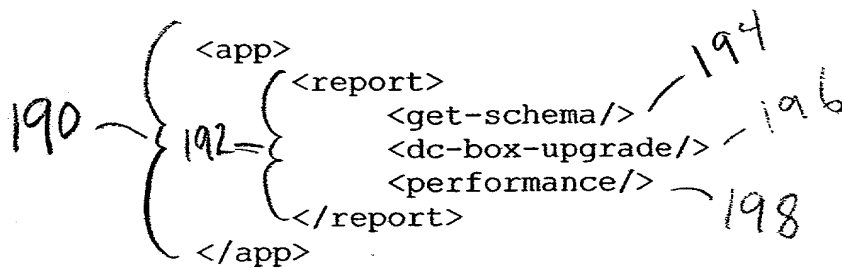 <app>
<report>
194
<get-schema/>
196
190
192
<dc-box-upgrade/>
<performance/>
198
</report>
</app>